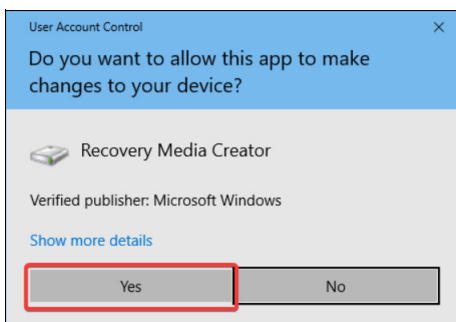 User Account Control
Do you want to allow this app to make
changes to your device?
Recovery Media Creator
Verified publisher: Microsoft Windows
Show more details
Yes
No